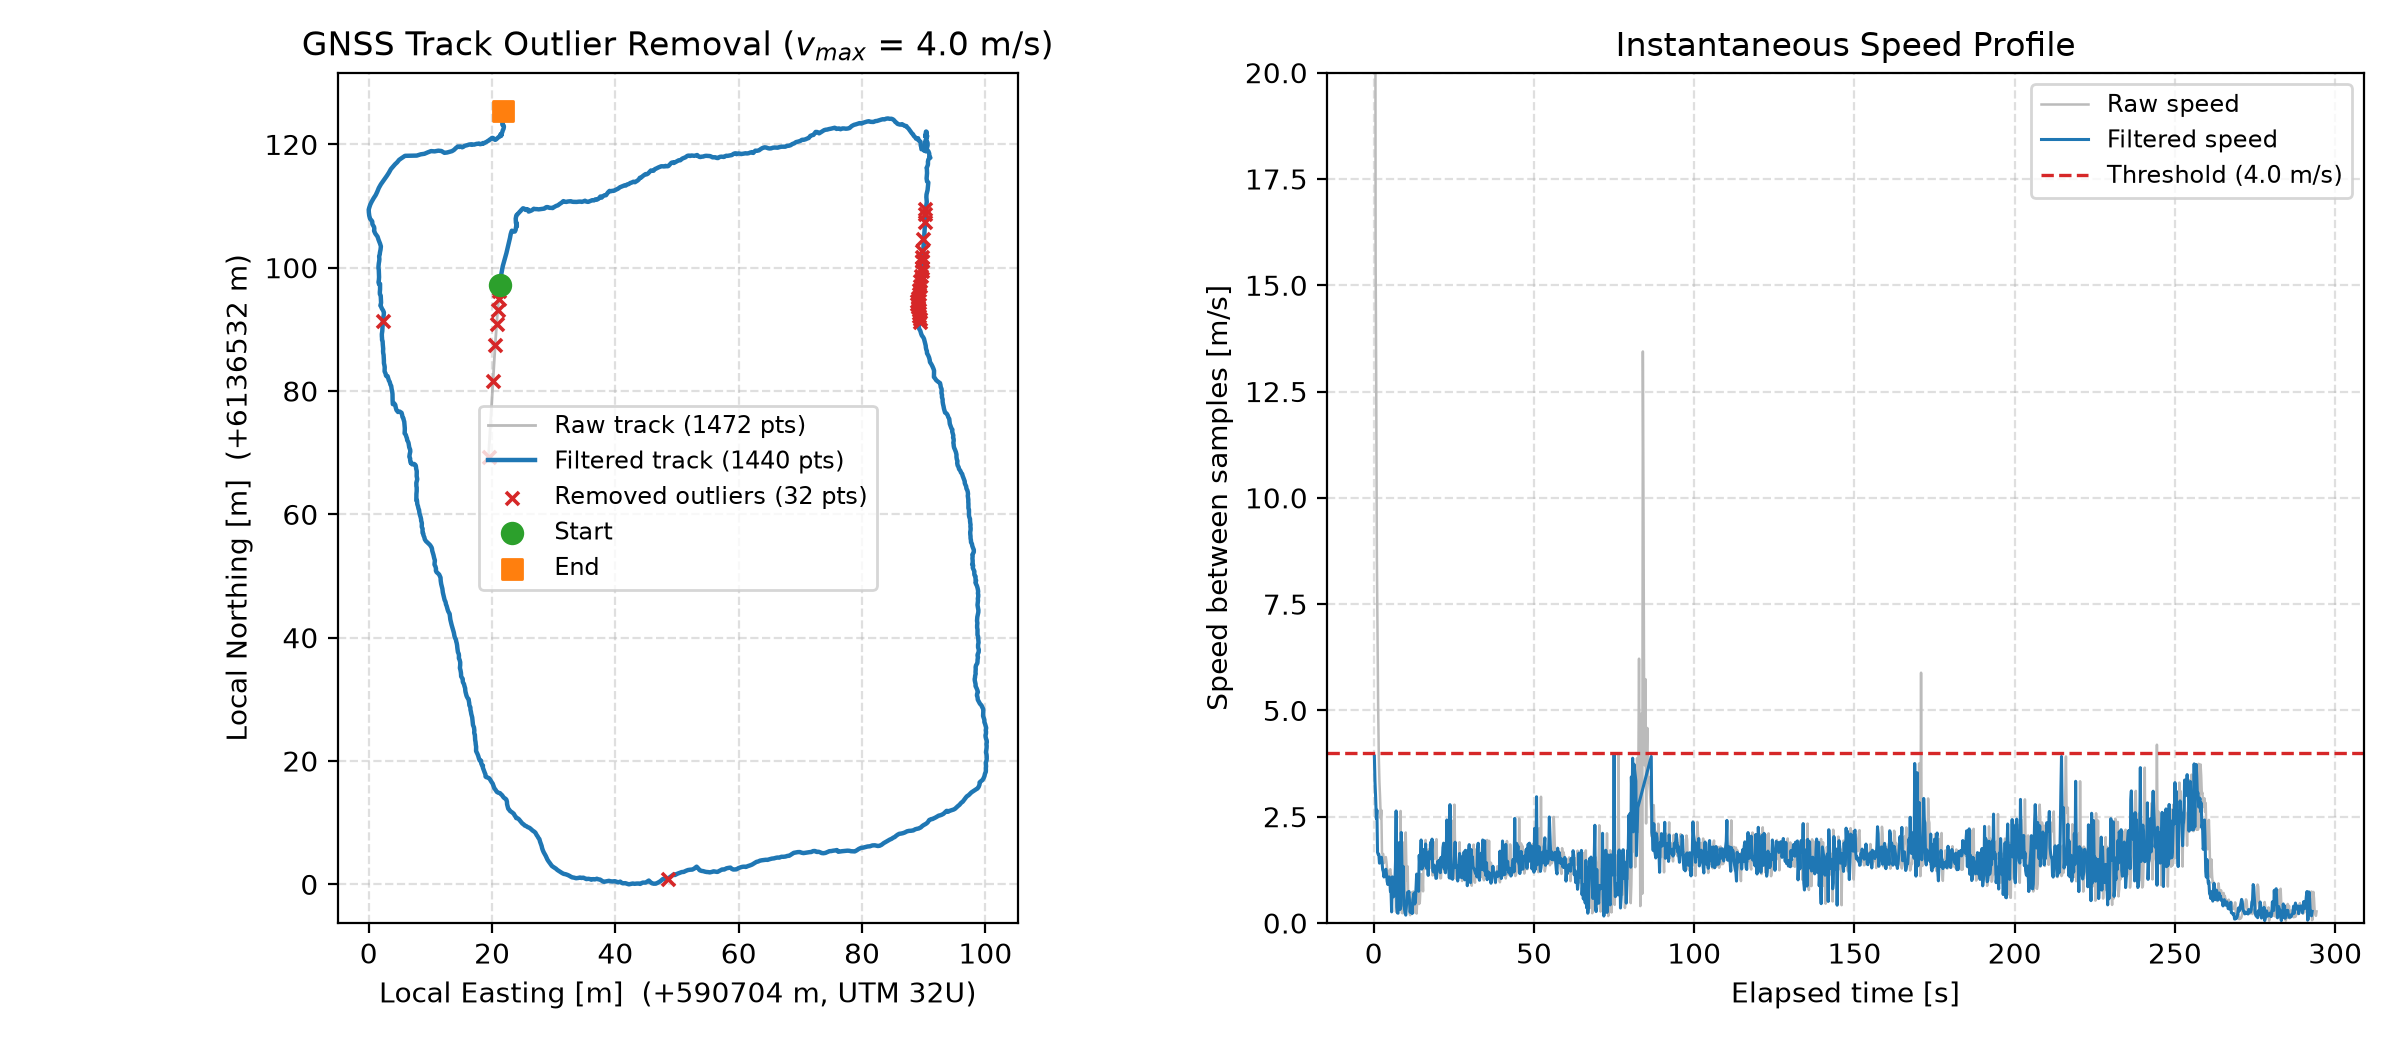 GNSS Track Outlier Removal (v_max = 4.0 m/s)
120
100
80
60
40
20
0
Local Northing [m]  (+6136532 m)
Raw track (1472 pts)
Filtered track (1440 pts)
Removed outliers (32 pts)
Start
End
0 20 40 60 80 100
Local Easting [m]  (+590704 m, UTM 32U)
Instantaneous Speed Profile
20.0
17.5
15.0
12.5
10.0
7.5
5.0
2.5
0.0
Speed between samples [m/s]
Raw speed
Filtered speed
Threshold (4.0 m/s)
0 50 100 150 200 250 300
Elapsed time [s]